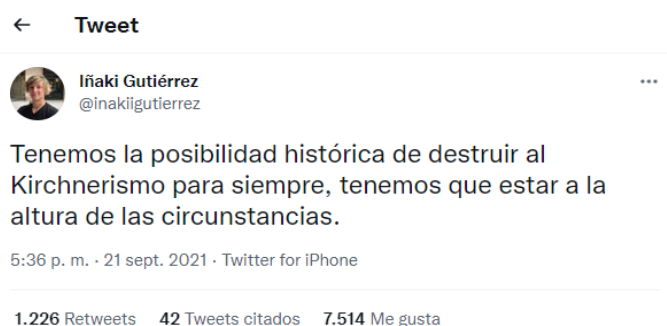 ← Tweet
Iñaki Gutiérrez
@inakiigutierrez
Tenemos la posibilidad histórica de destruir al
Kirchnerismo para siempre, tenemos que estar a la
altura de las circunstancias.
5:36 p. m. · 21 sept. 2021 · Twitter for iPhone
1.226 Retweets 42 Tweets citados 7.514 Me gusta